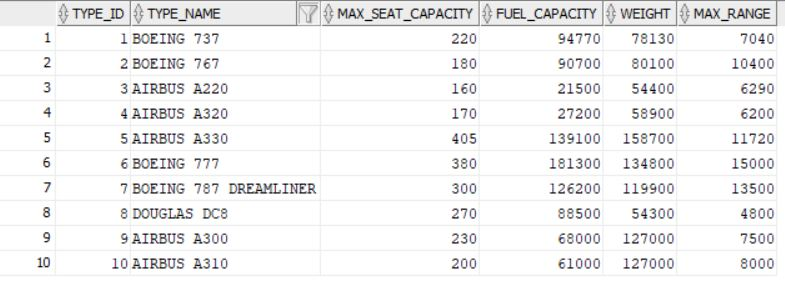 TYPE_ID TYPE_NAME MAX_SEAT_CAPACITY FUEL_CAPACITY WEIGHT MAX_RANGE
1 1 BOEING 737 220 94770 78130 7040
2 2 BOEING 767 180 90700 80100 10400
3 3 AIRBUS A220 160 21500 54400 6290
4 4 AIRBUS A320 170 27200 58900 6200
5 5 AIRBUS A330 405 139100 158700 11720
6 6 BOEING 777 380 181300 134800 15000
7 7 BOEING 787 DREAMLINER 300 126200 119900 13500
8 8 DOUGLAS DC8 270 88500 54300 4800
9 9 AIRBUS A300 230 68000 127000 7500
10 10 AIRBUS A310 200 61000 127000 8000